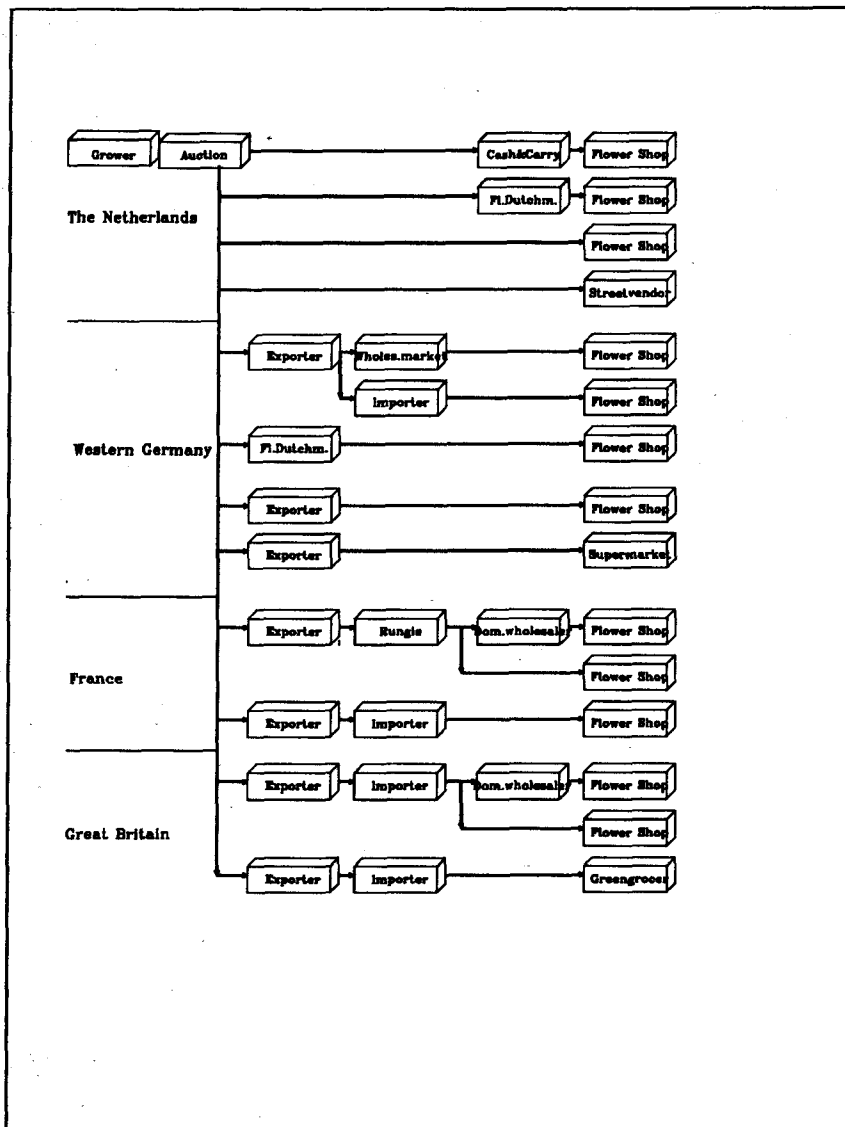 Grower Auction Cash&Carry Flower Shop
Fl.Dutchm. Flower Shop
The Netherlands
Flower Shop
Streetvendor
Exporter Wholes.market Flower Shop
Importer Flower Shop
Western Germany Fl.Dutchm. Flower Shop
Exporter Flower Shop
Exporter Supermarket
Exporter Rungis Dom.wholesaler Flower Shop
France Flower Shop
Exporter Importer Flower Shop
Exporter Importer Dom.wholesaler Flower Shop
Great Britain Flower Shop
Exporter Importer Greengrocer